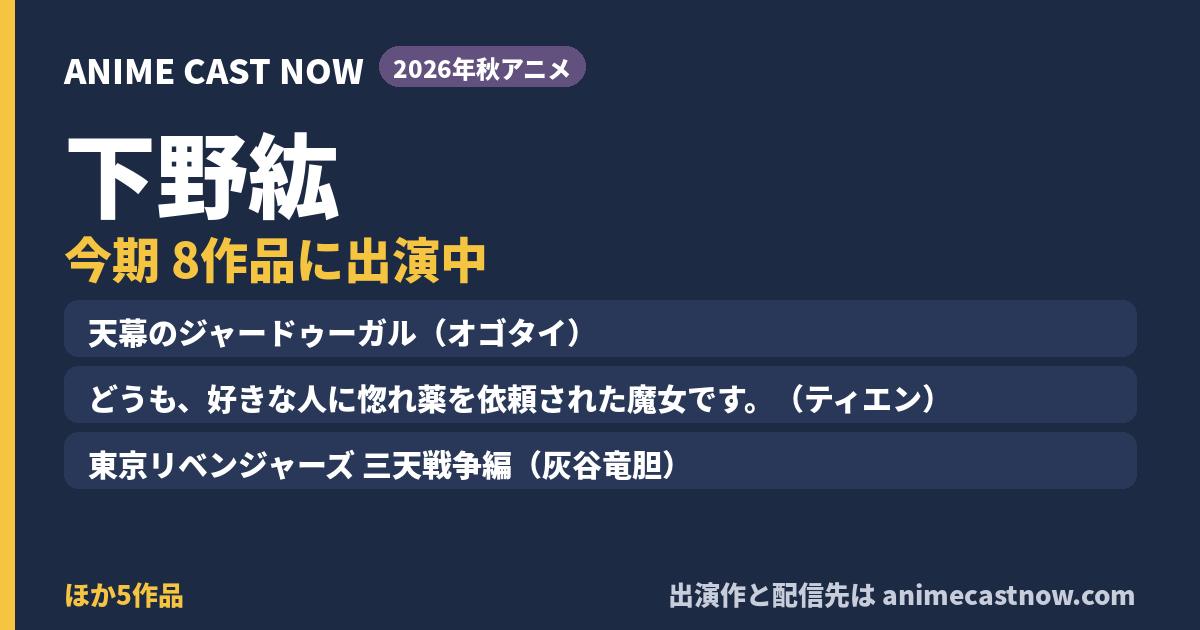 ANIME CAST NOW 2026年秋アニメ
下野紘
今期 8作品に出演中
天幕のジャードゥーガル（オゴタイ）
どうも、好きな人に惚れ薬を依頼された魔女です。（ティエン）
東京リベンジャーズ 三天戦争編（灰谷竜胆）
ほか5作品
出演作と配信先は animecastnow.com